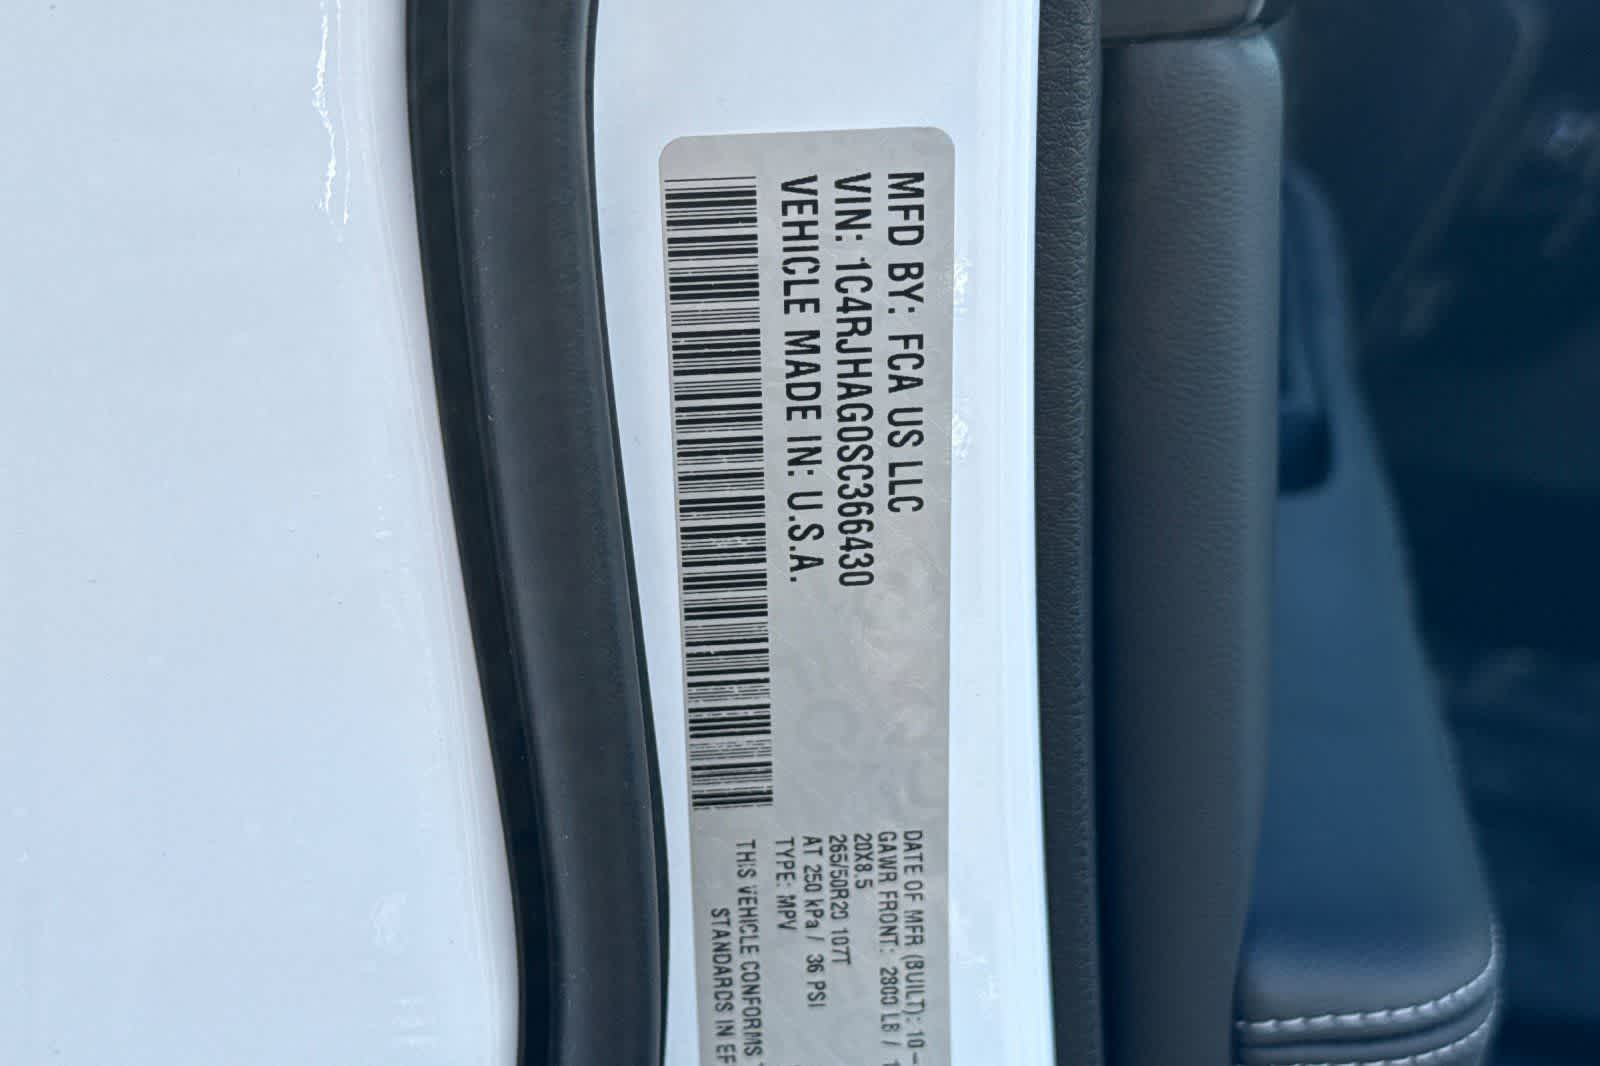 MFD BY: FCA US LLC
VIN: 1C4RJHAG0SC366430
VEHICLE MADE IN: U.S.A.
DATE OF MFR (BUILT): 10-
GAWR FRONT: 2800 LB /
20X8.5
265/50R20 107T
AT 250 kPa / 36 PSI
TYPE: MPV
THIS VEHICLE CONFORMS
STANDARDS IN EF